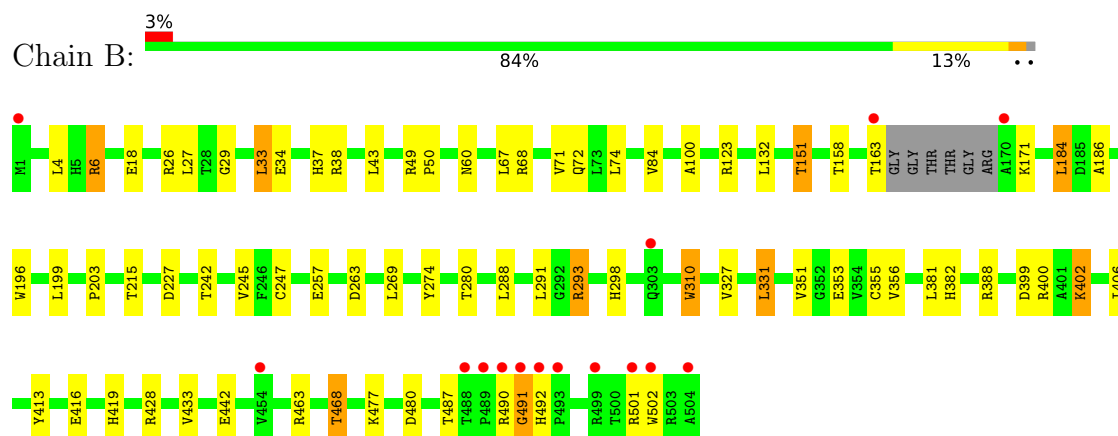 3%
Chain B:
84% 13% • •
M1 L4 H5 R6 E18 R26 L27 T28 G29 L33 E34 H37 R38 L43 R49 P50 N60 L67 R68 V71 Q72 L73 L74 V84 A100 R123 L132 T151 T158 T163 GLY GLY THR THR GLY ARG A170 K171 L184 D185 A186
W196 L199 P203 T215 D227 T242 V245 F246 C247 E257 D263 L269 Y274 T280 L288 L291 G292 R293 H298 Q303 W310 V327 L331 V351 G352 E353 V354 C355 V356 L381 H382 R388 D399 R400 A401 K402
Y413 E416 H419 R428 V433 E442 V454 R463 T468 K477 D480 T487 T488 P489 R490 G491 H492 P493 R499 T500 R501 W502 R503 A504